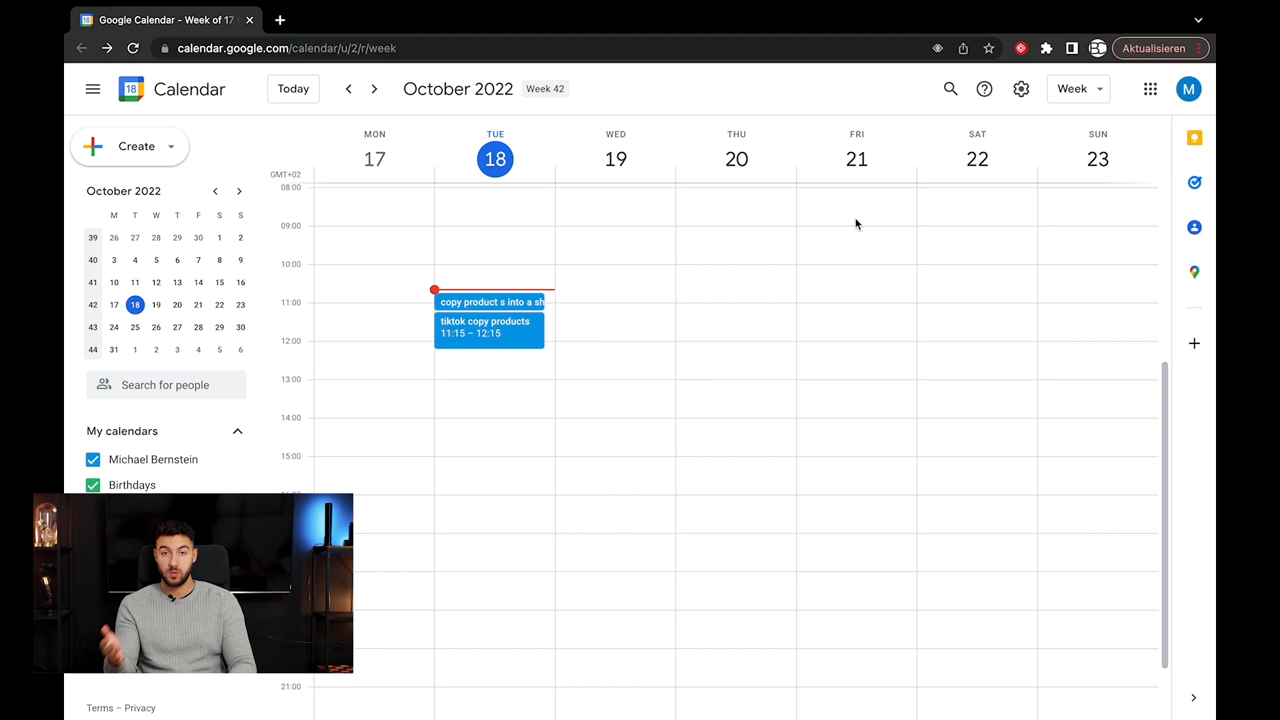 Google Calendar - Week of 17
calendar.google.com/calendar/u/2/r/week
Aktualisieren
18
Calendar
Today
October 2022
Week 42
Week
M
Create
October 2022
M T W T F S S
39 26 27 28 29 30 1 2
40 3 4 5 6 7 8 9
41 10 11 12 13 14 15 16
42 17 18 19 20 21 22 23
43 24 25 26 27 28 29 30
44 31 1 2 3 4 5 6
Search for people
My calendars
Michael Bernstein
Birthdays
Terms – Privacy
MON TUE WED THU FRI SAT SUN
17 18 19 20 21 22 23
GMT+02
08:00
09:00
10:00
11:00
copy product s into a sh
tiktok copy products
11:15 – 12:15
12:00
13:00
14:00
15:00
21:00